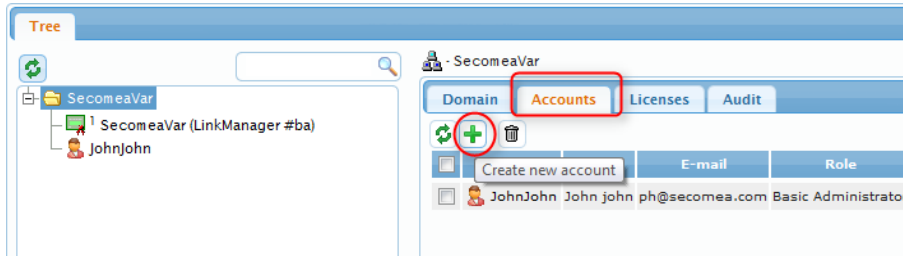 Tree
- SecomeaVar
SecomeaVar
1 SecomeaVar (LinkManager #ba)
JohnJohn
Domain Accounts Licenses Audit
Create new account
E-mail Role
JohnJohn John john ph@secomea.com Basic Administrato